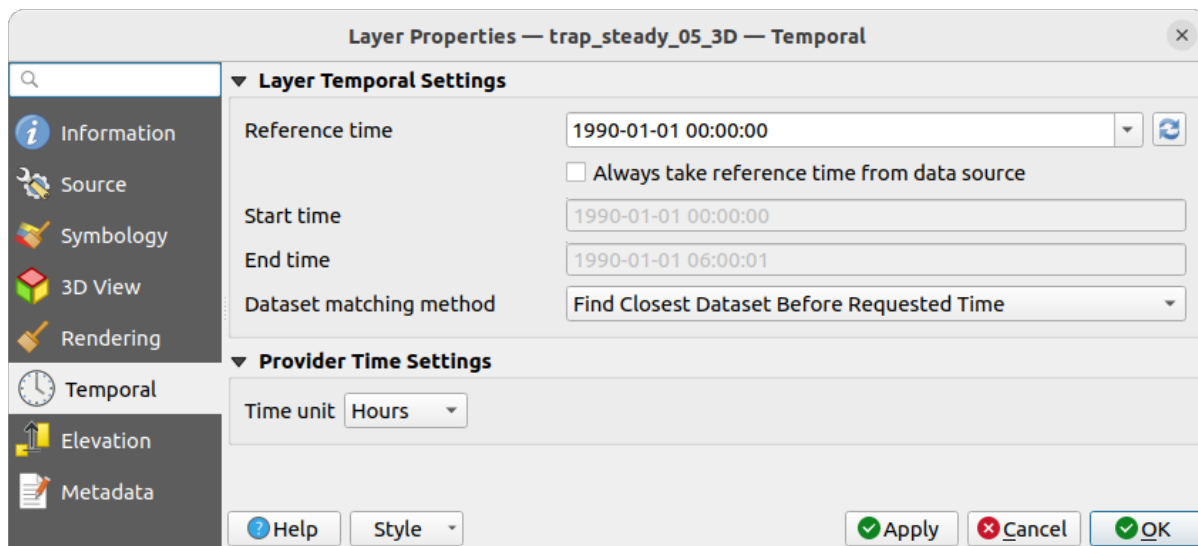 Layer Properties — trap_steady_05_3D — Temporal
Information
Source
Symbology
3D View
Rendering
Temporal
Elevation
Metadata
Layer Temporal Settings
Reference time 1990-01-01 00:00:00
Always take reference time from data source
Start time 1990-01-01 00:00:00
End time 1990-01-01 06:00:01
Dataset matching method Find Closest Dataset Before Requested Time
Provider Time Settings
Time unit Hours
Help Style Apply Cancel OK